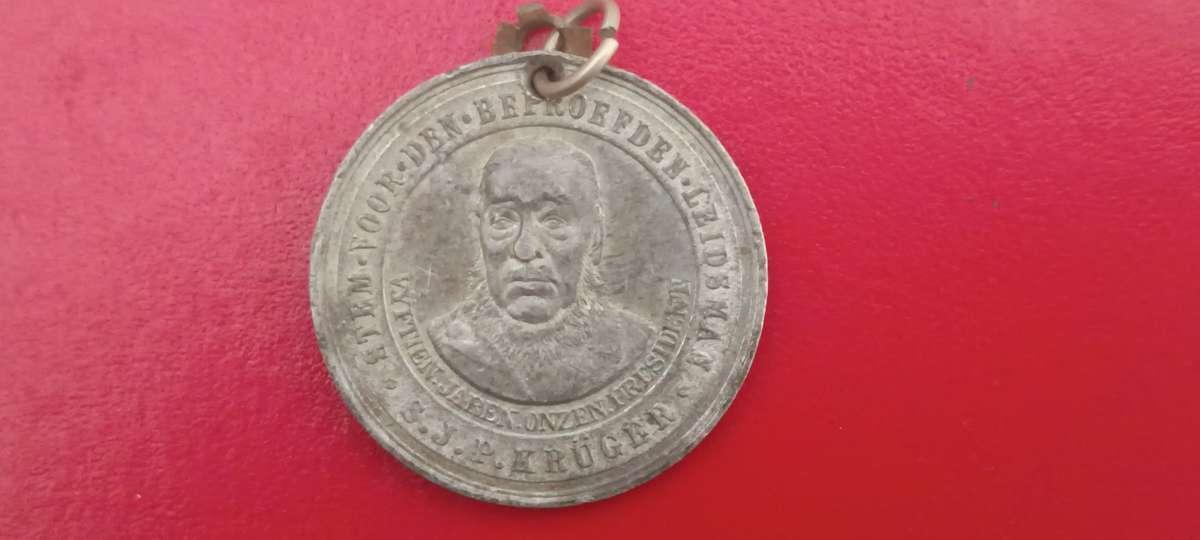 STEM·VOOR·DEN·BEPROEFDEN·LEIDSMAN
VYFTIEN.JAREN.ONZEN.PRESIDENT
S.J.P.KRÜGER